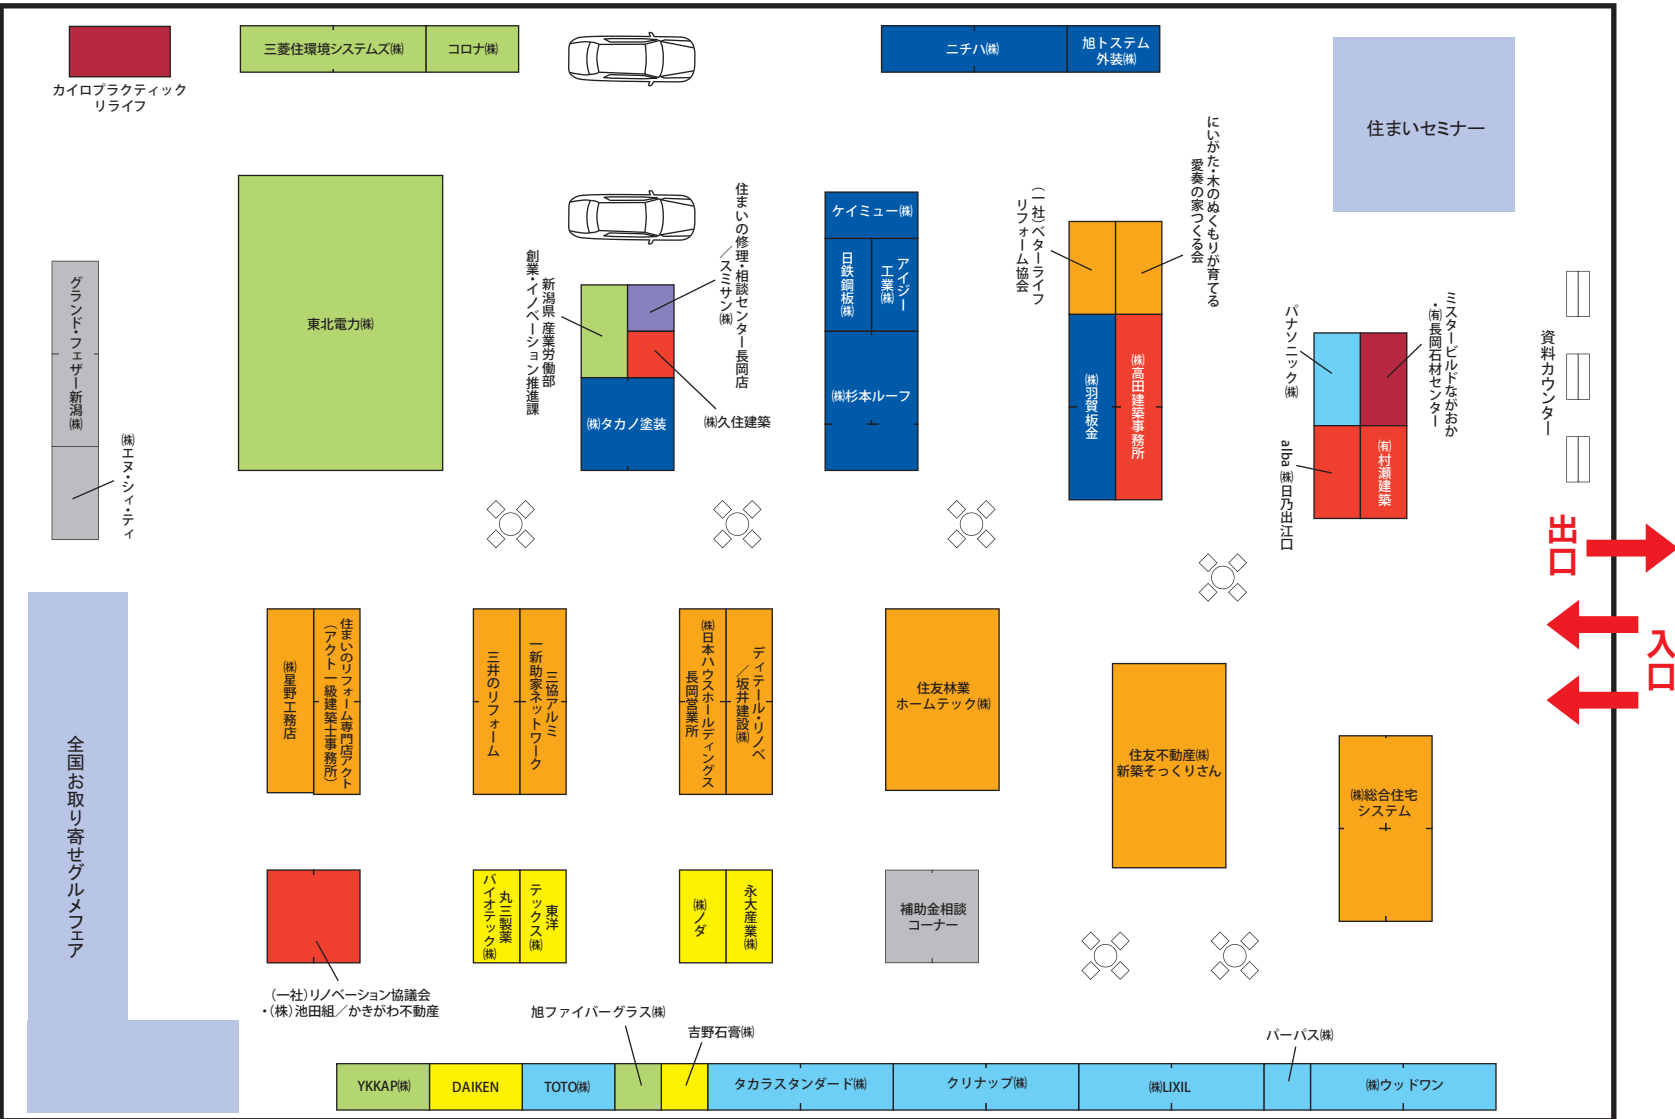 カイロプラクティック
リライフ
三菱住環境システムズ㈱
コロナ㈱
ニチハ㈱
旭トステム
外装㈱
住まいセミナー
グランド・フェザー新潟㈱
㈱エヌ・シィ・ティ
東北電力㈱
新潟県 産業労働部
創業・イノベーション推進課
住まいの修理・相談センター長岡店
／スミサン㈱
㈱久住建築
㈱タカノ塗装
ケイミュー㈱
日鉄鋼板㈱
アイジー
工業㈱
㈱杉本ルーフ
(一社)ベターライフ
リフォーム協会
にいがた・木のぬくもりが育てる
愛奏の家つくる会
㈱羽賀板金
㈱高田建築事務所
パナソニック㈱
ミスタービルドながおか
・㈲長岡石材センター
alba ㈱日乃出江口
㈲村瀬建築
資料カウンター
出口
入口
㈱星野工務店
住まいのリフォーム専門店アクト
(アクト一級建築士事務所)
三井のリフォーム
三協アルミ
一新助家ネットワーク
㈱日本ハウスホールディングス
長岡営業所
ディテール・リノベ
／坂井建設㈱
住友林業
ホームテック㈱
住友不動産㈱
新築そっくりさん
㈱総合住宅
システム
全国お取り寄せグルメフェア
(一社)リノベーション協議会
・(株)池田組／かきがわ不動産
丸三製薬
バイオテック㈱
東洋
テックス㈱
㈱ノダ
永大産業㈱
補助金相談
コーナー
旭ファイバーグラス㈱
吉野石膏㈱
パーパス㈱
YKKAP㈱
DAIKEN
TOTO㈱
タカラスタンダード㈱
クリナップ㈱
㈱LIXIL
㈱ウッドワン